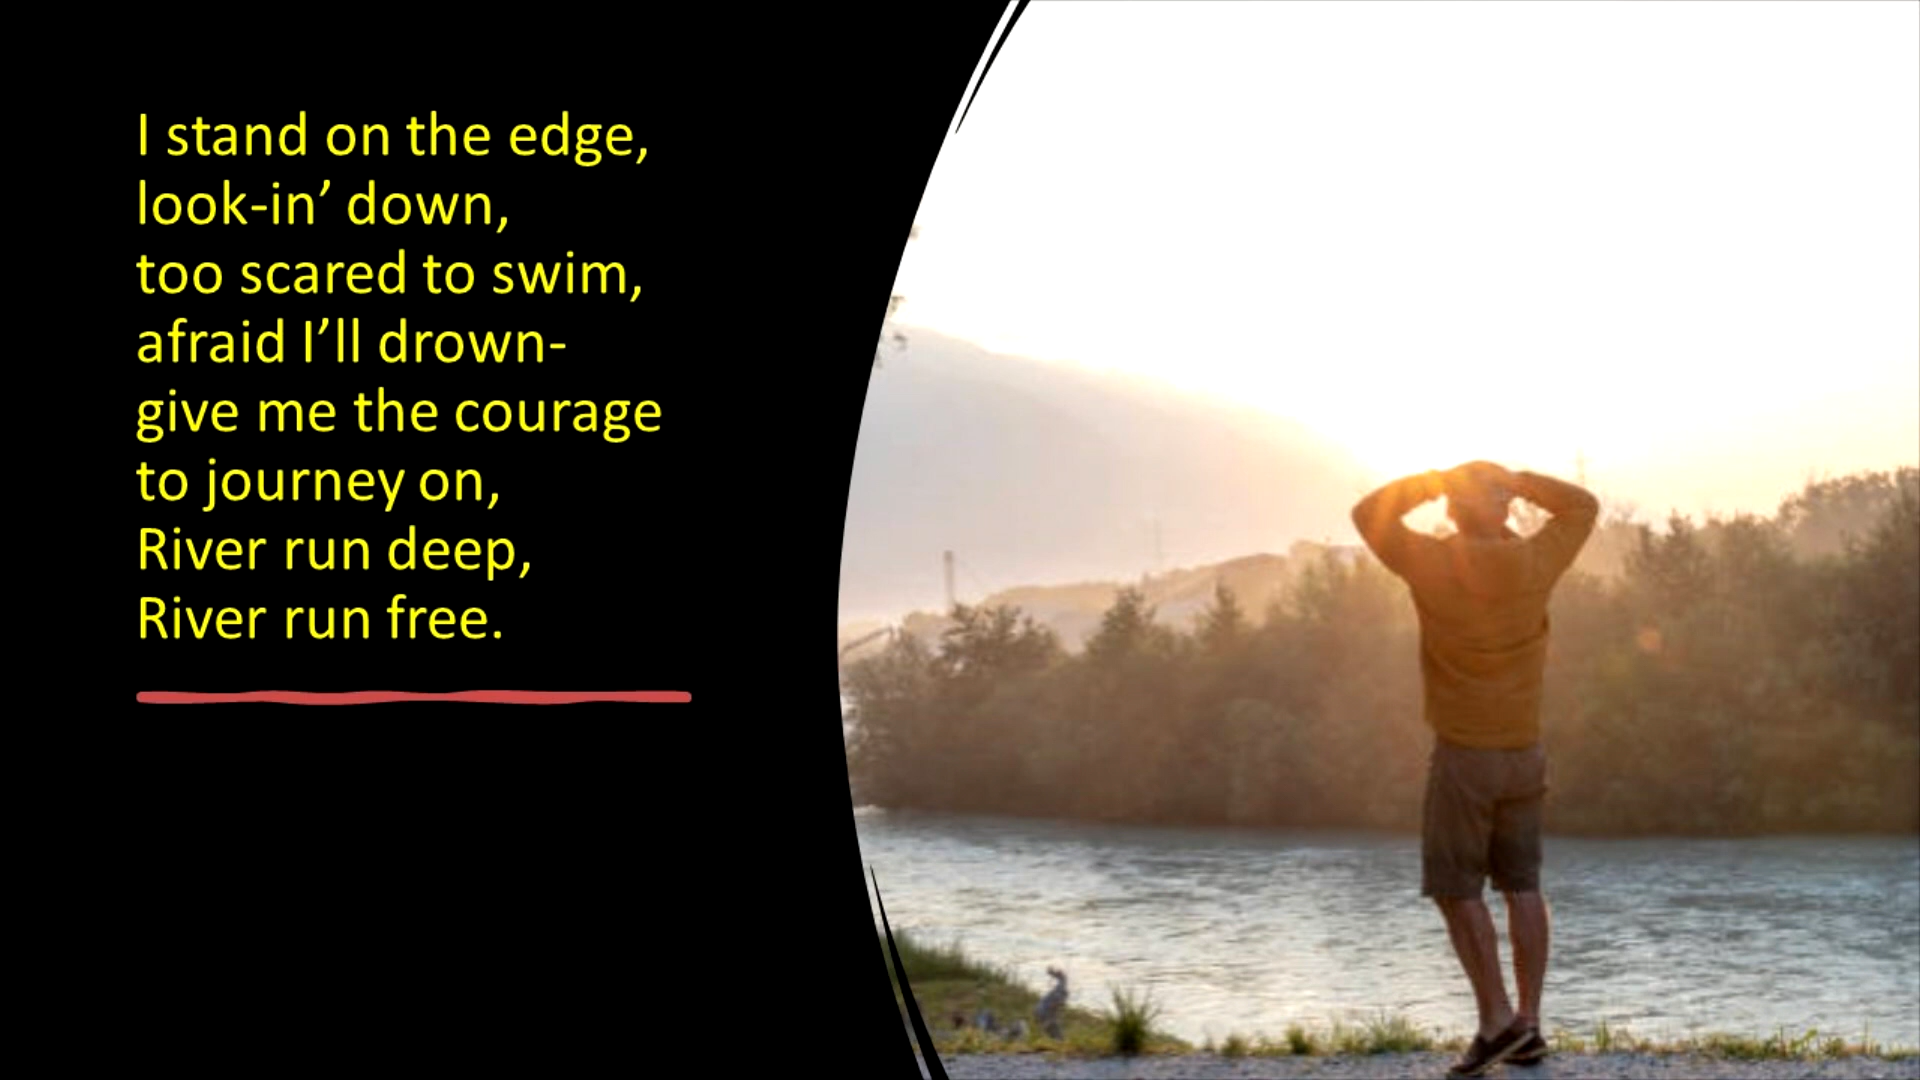 I stand on the edge,
look-in’ down,
too scared to swim,
afraid I’ll drown-
give me the courage
to journey on,
River run deep,
River run free.